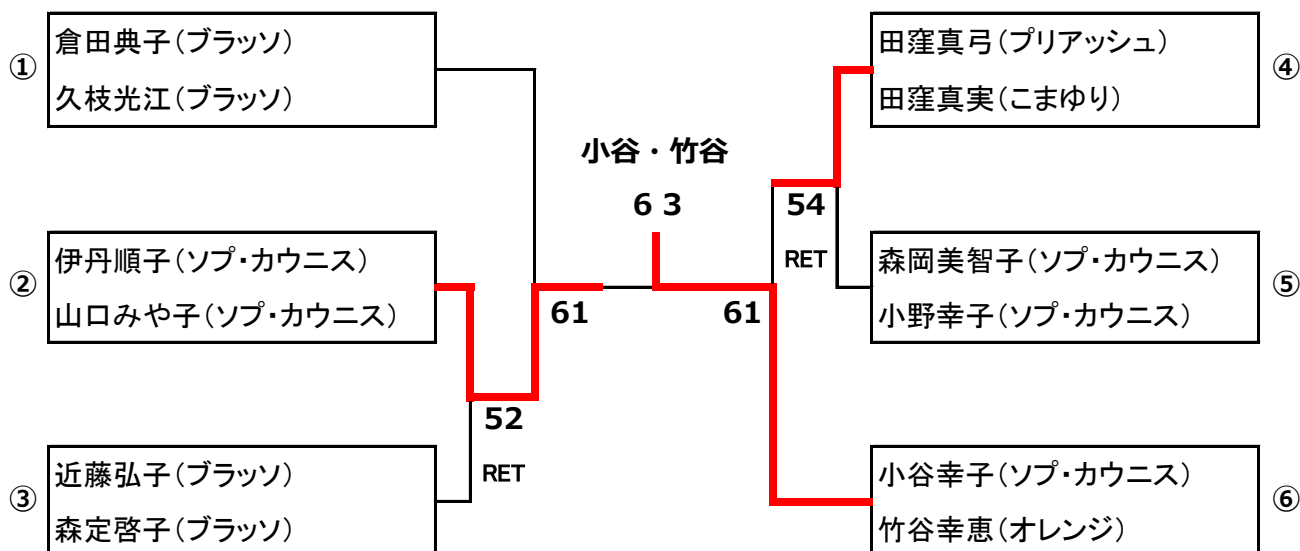 ①
倉田典子(ブラッソ)
久枝光江(ブラッソ)
②
伊丹順子(ソプ・カウニス)
山口みや子(ソプ・カウニス)
③
近藤弘子(ブラッソ)
森定啓子(ブラッソ)
52
RET
61
小谷・竹谷
6 3
61
54
RET
田窪真弓(プリアッシュ)
田窪真実(こまゆり)
④
森岡美智子(ソプ・カウニス)
小野幸子(ソプ・カウニス)
⑤
小谷幸子(ソプ・カウニス)
竹谷幸恵(オレンジ)
⑥